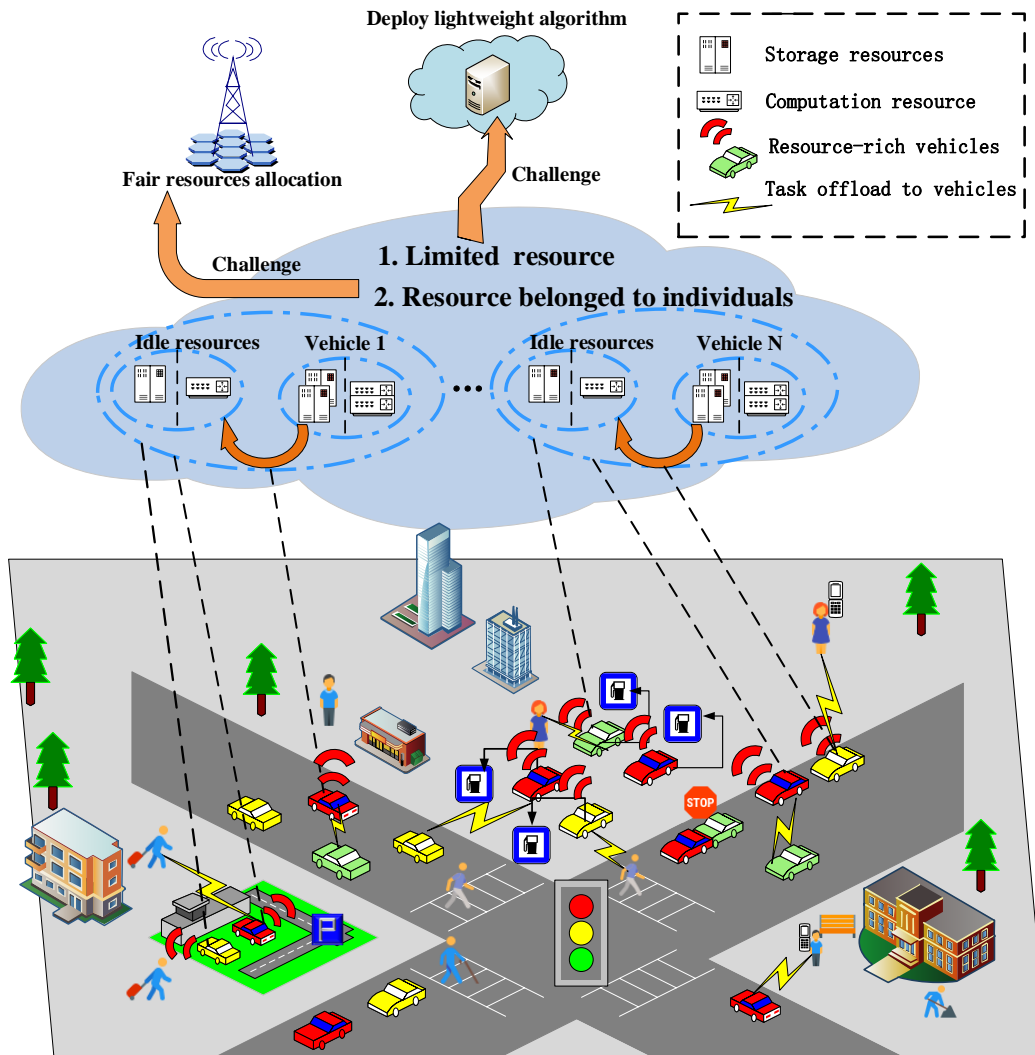 Deploy lightweight algorithm
Storage resources
Computation resource
Resource-rich vehicles
Task offload to vehicles
Fair resources allocation
Challenge
Challenge
1. Limited  resource
2. Resource belonged to individuals
Idle resources
Vehicle 1
...
Idle resources
Vehicle N
STOP
P